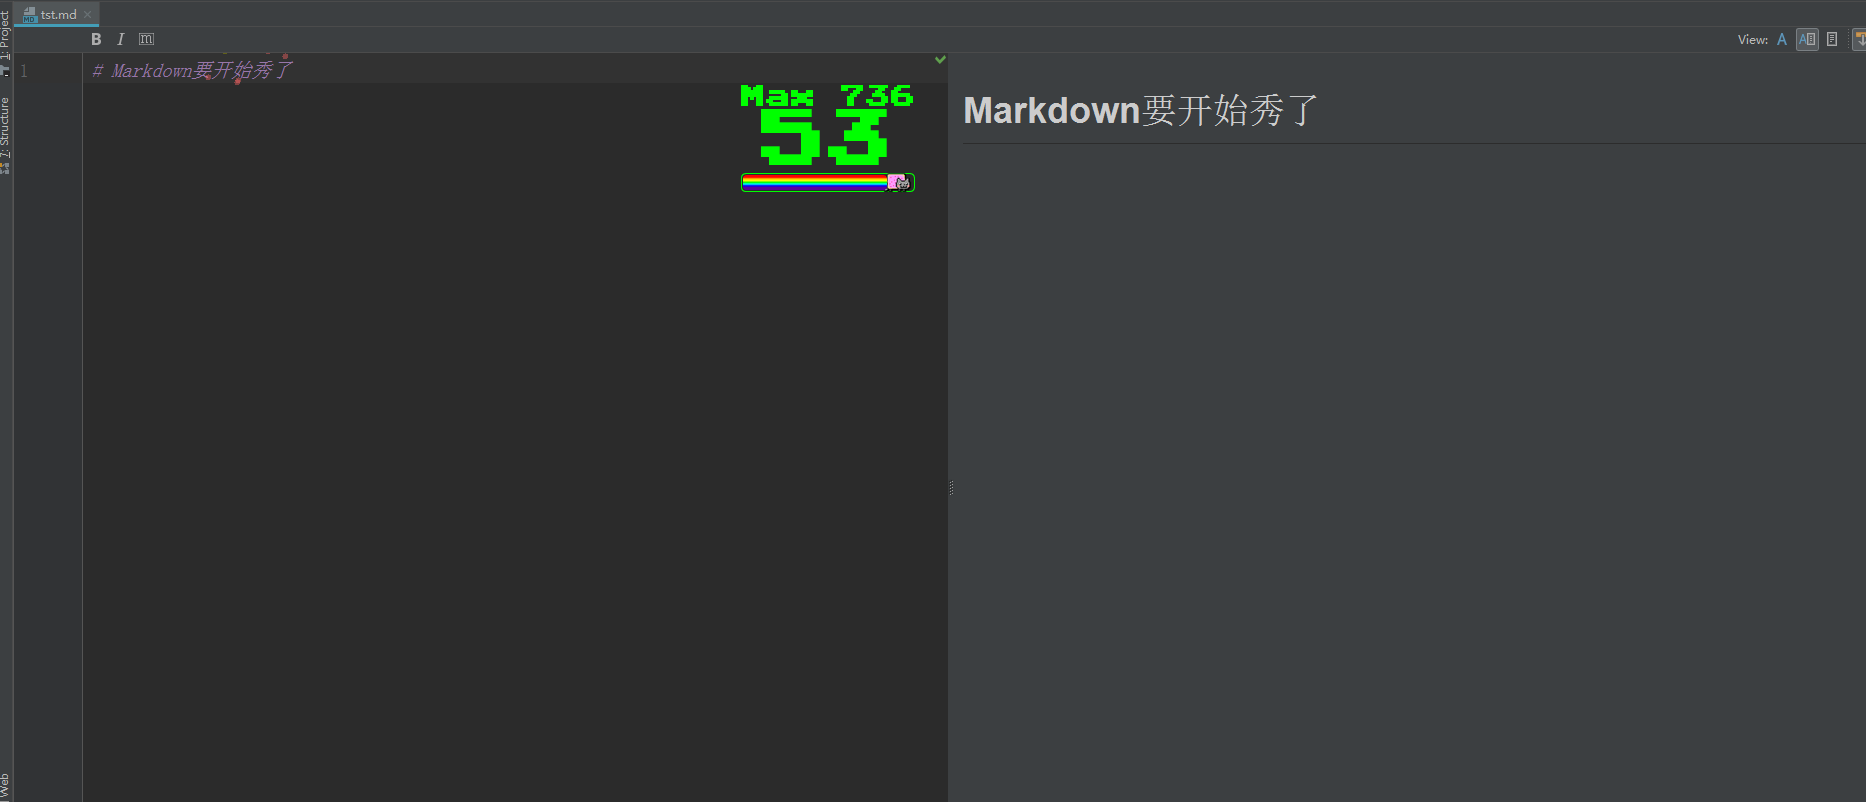 1: Project
tst.md
B I m
View: A A
7: Structure
1 # Markdown要开始秀了
Max 736
53
Markdown要开始秀了
Web